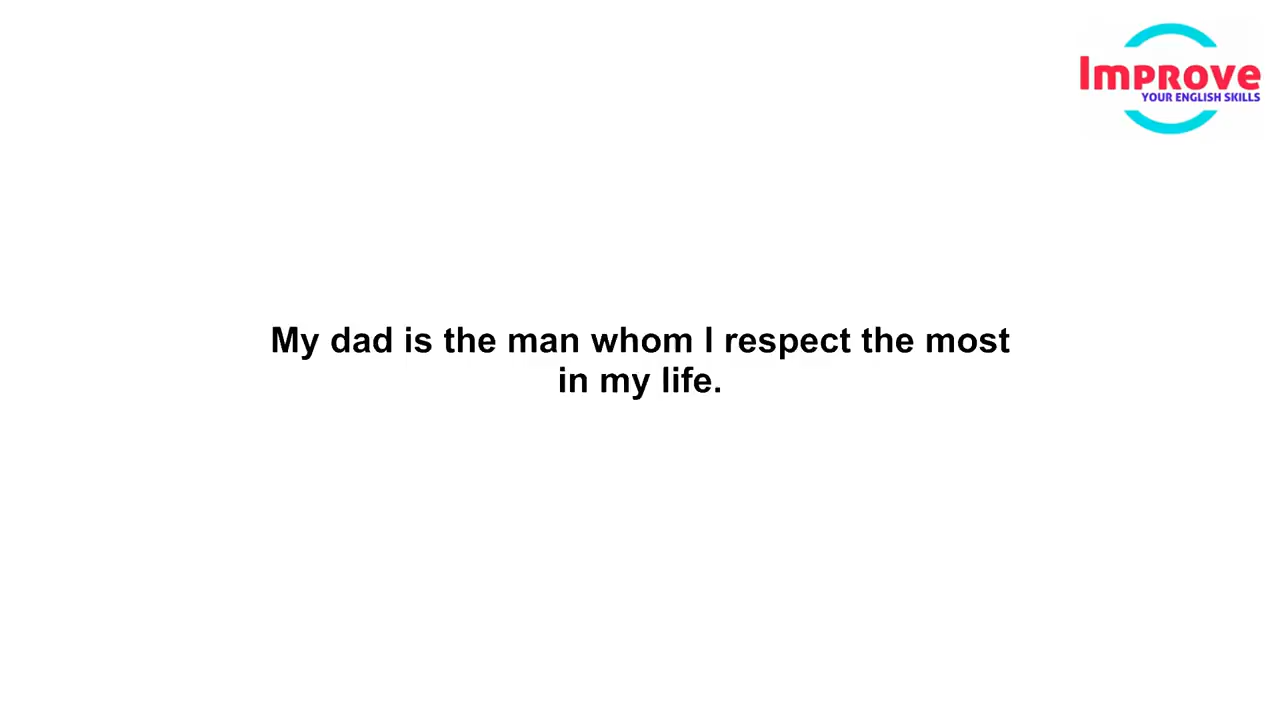 Improve
YOUR ENGLISH SKILLS
My dad is the man whom I respect the most
in my life.